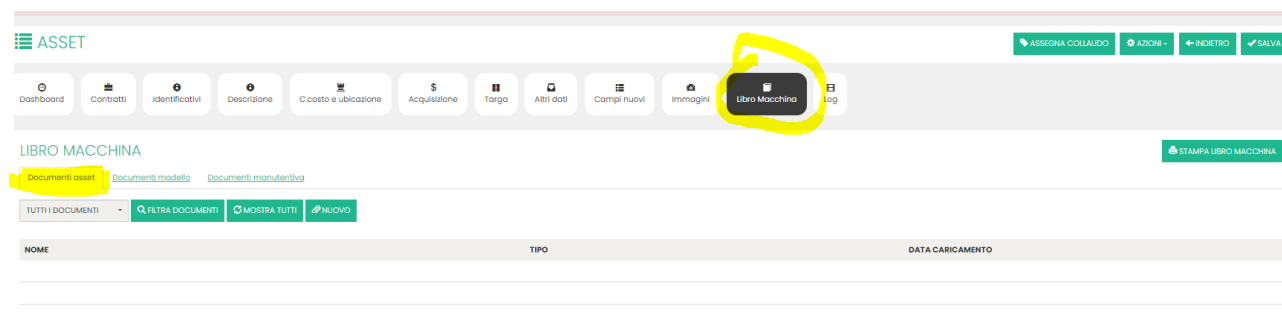 ASSET
ASSEGNA COLLAUDO AZIONI INDIETRO SALVA
Dashboard Contratti Identificativi Descrizione C.costo e ubicazione Acquisizione Targa Altri dati Campi nuovi Immagini Libro Macchina Log
LIBRO MACCHINA
STAMPA LIBRO MACCHINA
Documenti asset Documenti modello Documenti manutentiva
TUTTI I DOCUMENTI FILTRA DOCUMENTI MOSTRA TUTTI NUOVO
NOME TIPO DATA CARICAMENTO